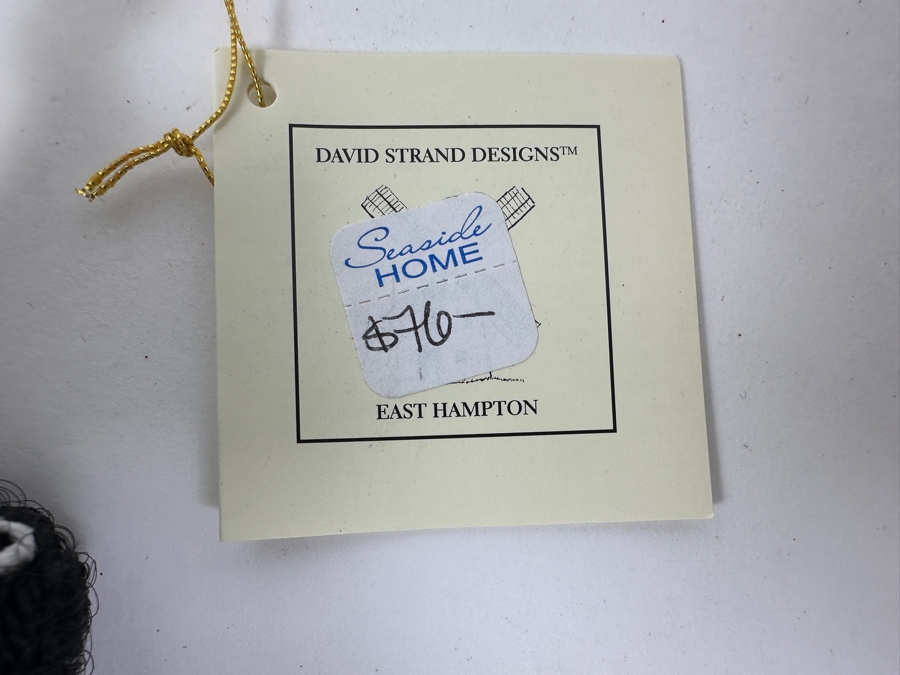 DAVID STRAND DESIGNS™
Seaside
HOME
$76—
EAST HAMPTON